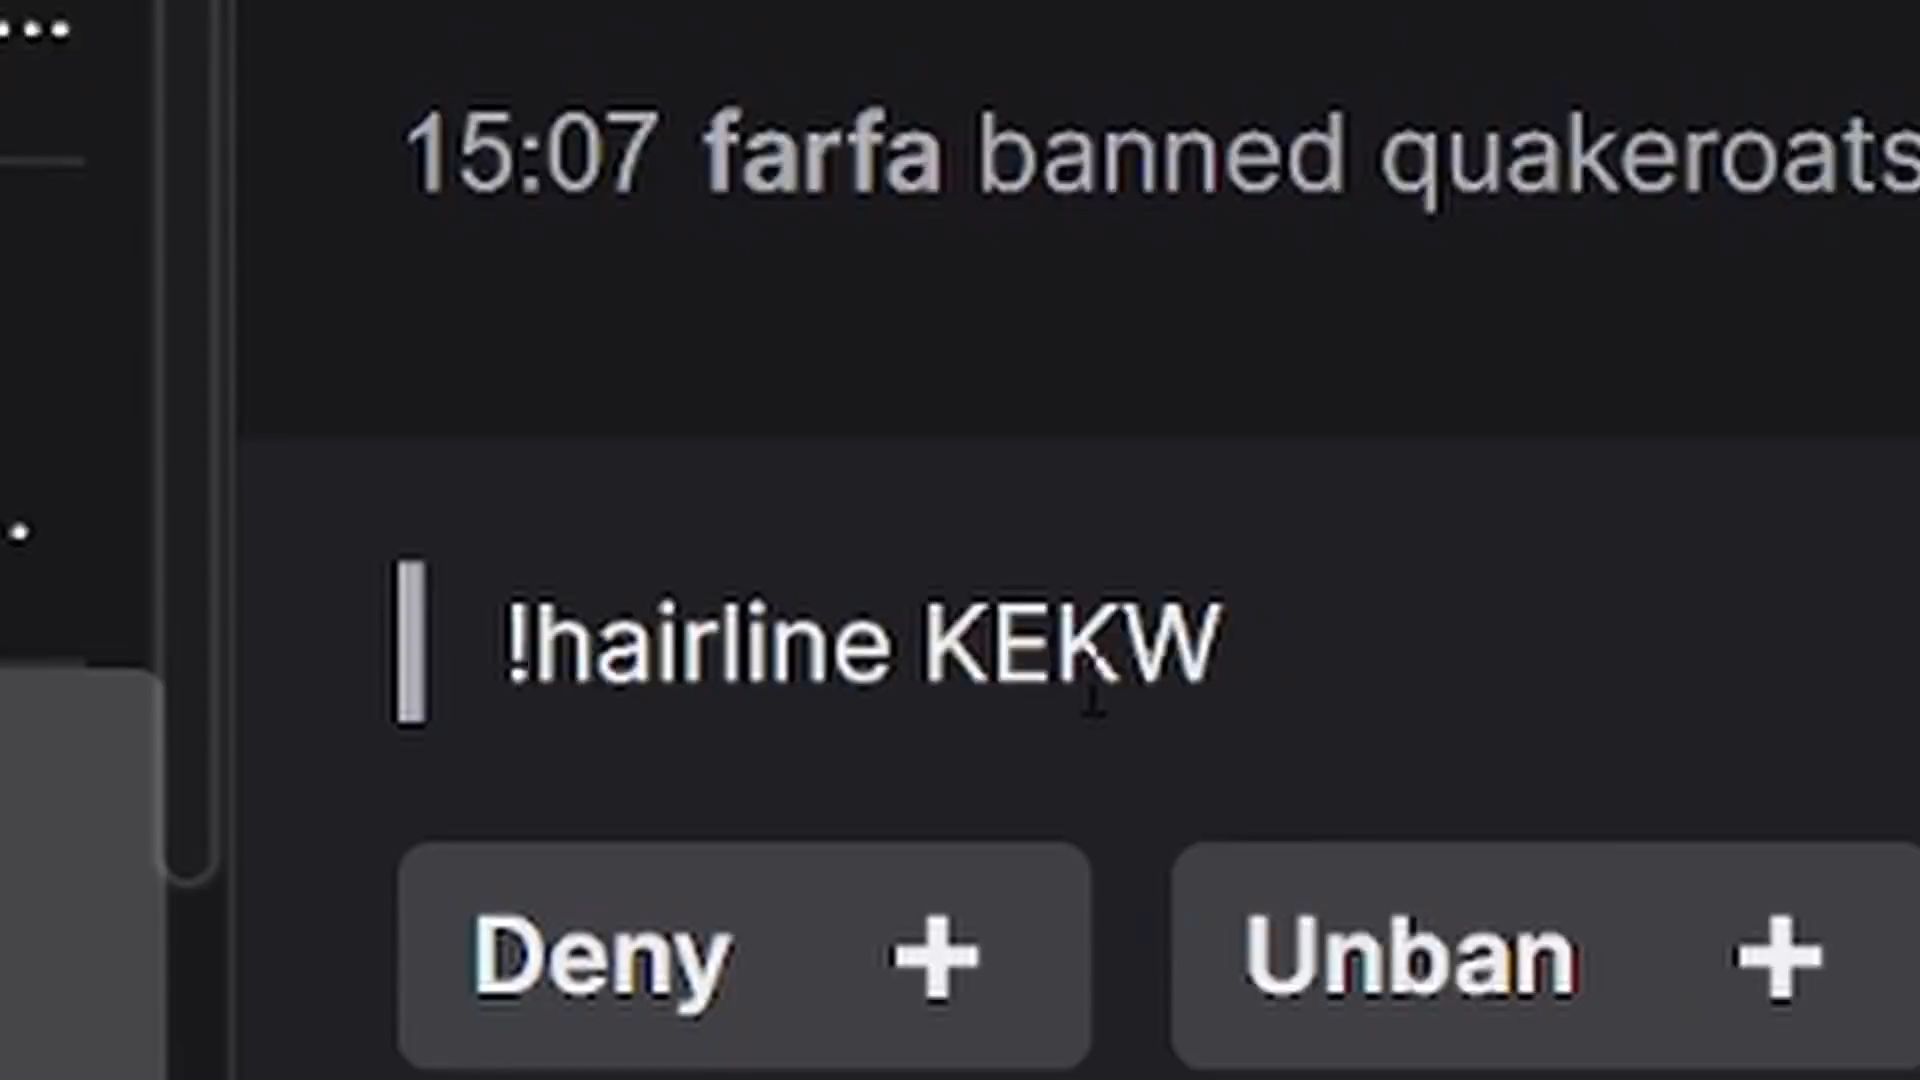 15:07 farfa banned quakeroats
!hairline KEKW
Deny +
Unban +